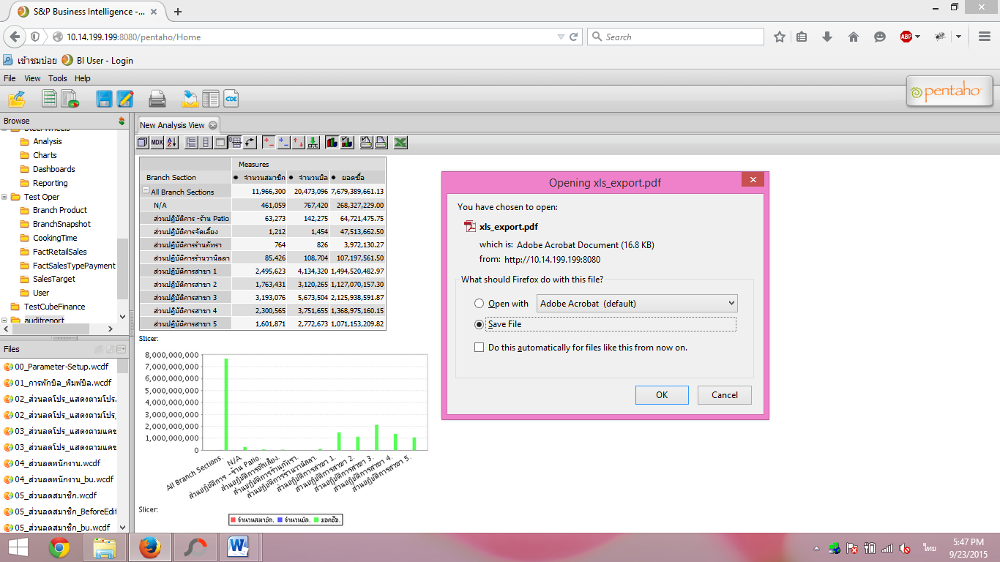 S&P Business Intelligence -...
10.14.199.199:8080/pentaho/Home
Search
ABP
เข้าชมบ่อย BI User - Login
File View Tools Help
CDE
pentaho
Browse
Analysis
Charts
Dashboards
Reporting
Test Oper
Branch Product
BranchSnapshot
CookingTime
FactRetailSales
FactSalesTypePayment
SalesTarget
User
TestCubeFinance
auditreport
Files
00_Parameter-Setup.wcdf
01_การพักบิล_พิมพ์บิล.wcdf
02_ส่วนลดโปร_แสดงตามโปร.
02_ส่วนลดโปร_แสดงตามโปร_
03_ส่วนลดโปร_แสดงตามแคช
03_ส่วนลดโปร_แสดงตามแคช
04_ส่วนลดพนักงาน.wcdf
04_ส่วนลดพนักงาน_bu.wcdf
05_ส่วนลดสมาชิก.wcdf
05_ส่วนลดสมาชิก_BeforeEdit
05_ส่วนลดสมาชิก_bu.wcdf
New Analysis View
MDX
Measures
Branch Section จำนวนสมาชิก จำนวนบิล ยอดซื้อ
All Branch Sections 11,966,300 20,473,096 7,679,389,661.13
N/A 461,059 767,420 268,327,229.00
ส่วนปฏิบัติการ -ร้าน Patio 63,273 142,275 64,721,475.75
ส่วนปฏิบัติการจัดเลี้ยง 1,212 1,454 47,513,662.50
ส่วนปฏิบัติการร้านภัทรา 764 826 3,972,130.27
ส่วนปฏิบัติการร้านวานิลลา 85,426 108,704 107,197,561.50
ส่วนปฏิบัติการสาขา 1 2,495,623 4,134,320 1,494,520,482.97
ส่วนปฏิบัติการสาขา 2 1,763,431 3,120,265 1,127,070,157.30
ส่วนปฏิบัติการสาขา 3 3,193,076 5,673,504 2,125,938,591.87
ส่วนปฏิบัติการสาขา 4 2,300,565 3,751,655 1,368,975,160.15
ส่วนปฏิบัติการสาขา 5 1,601,871 2,772,673 1,071,153,209.82
Slicer:
8,000,000,000
7,000,000,000
6,000,000,000
5,000,000,000
4,000,000,000
3,000,000,000
2,000,000,000
1,000,000,000
0
All Branch Sections.
N/A.
ส่วนปฏิบัติการ -ร้าน Patio.
ส่วนปฏิบัติการจัดเลี้ยง.
ส่วนปฏิบัติการร้านภัทรา.
ส่วนปฏิบัติการร้านวานิลลา.
ส่วนปฏิบัติการสาขา 1.
ส่วนปฏิบัติการสาขา 2.
ส่วนปฏิบัติการสาขา 3.
ส่วนปฏิบัติการสาขา 4.
ส่วนปฏิบัติการสาขา 5.
Slicer:
จำนวนสมาชิก. จำนวนบิล. ยอดซื้อ.
Opening xls_export.pdf
You have chosen to open:
xls_export.pdf
which is: Adobe Acrobat Document (16.8 KB)
from: http://10.14.199.199:8080
What should Firefox do with this file?
Open with Adobe Acrobat (default)
Save File
Do this automatically for files like this from now on.
OK Cancel
ไทย
5:47 PM
9/23/2015